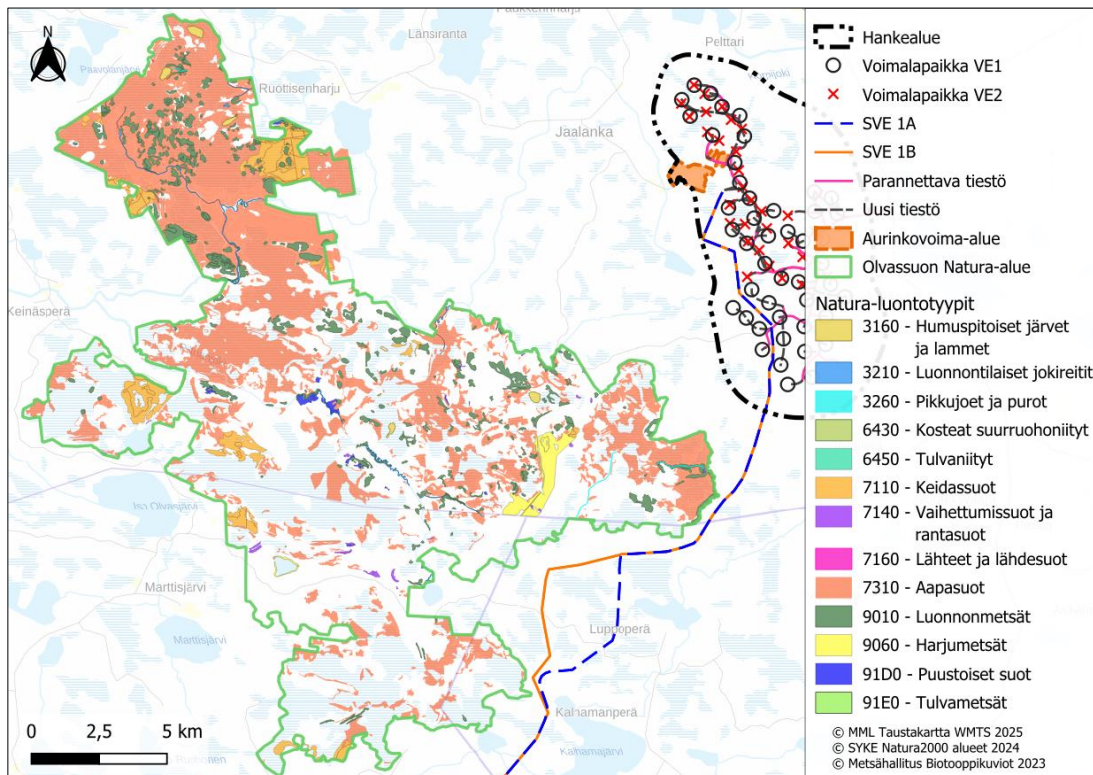 N
Länsiranta
Ruottisenharju
Jaalanka
Pelttari
Keinäsperä
Iso Olvasjärvi
Marttisjärvi
Marttisjärvi
Luppoperä
Kalhamanperä
Kalhamajärvi
0 2,5 5 km
Hankealue
Voimalapaikka VE1
Voimalapaikka VE2
SVE 1A
SVE 1B
Parannettava tiestö
Uusi tiestö
Aurinkovoima-alue
Olvassuon Natura-alue
Natura-luontotyypit
3160 - Humuspitoiset järvet
ja lammet
3210 - Luonnontilaiset jokireitit
3260 - Pikkujoet ja purot
6430 - Kosteat suurruohoniityt
6450 - Tulvaniityt
7110 - Keidassuot
7140 - Vaihettumissuot ja
rantasuot
7160 - Lähteet ja lähdesuot
7310 - Aapasuot
9010 - Luonnonmetsät
9060 - Harjumetsät
91D0 - Puustoiset suot
91E0 - Tulvametsät
© MML Taustakartta WMTS 2025
© SYKE Natura2000 alueet 2024
© Metsähallitus Biotooppikuviot 2023